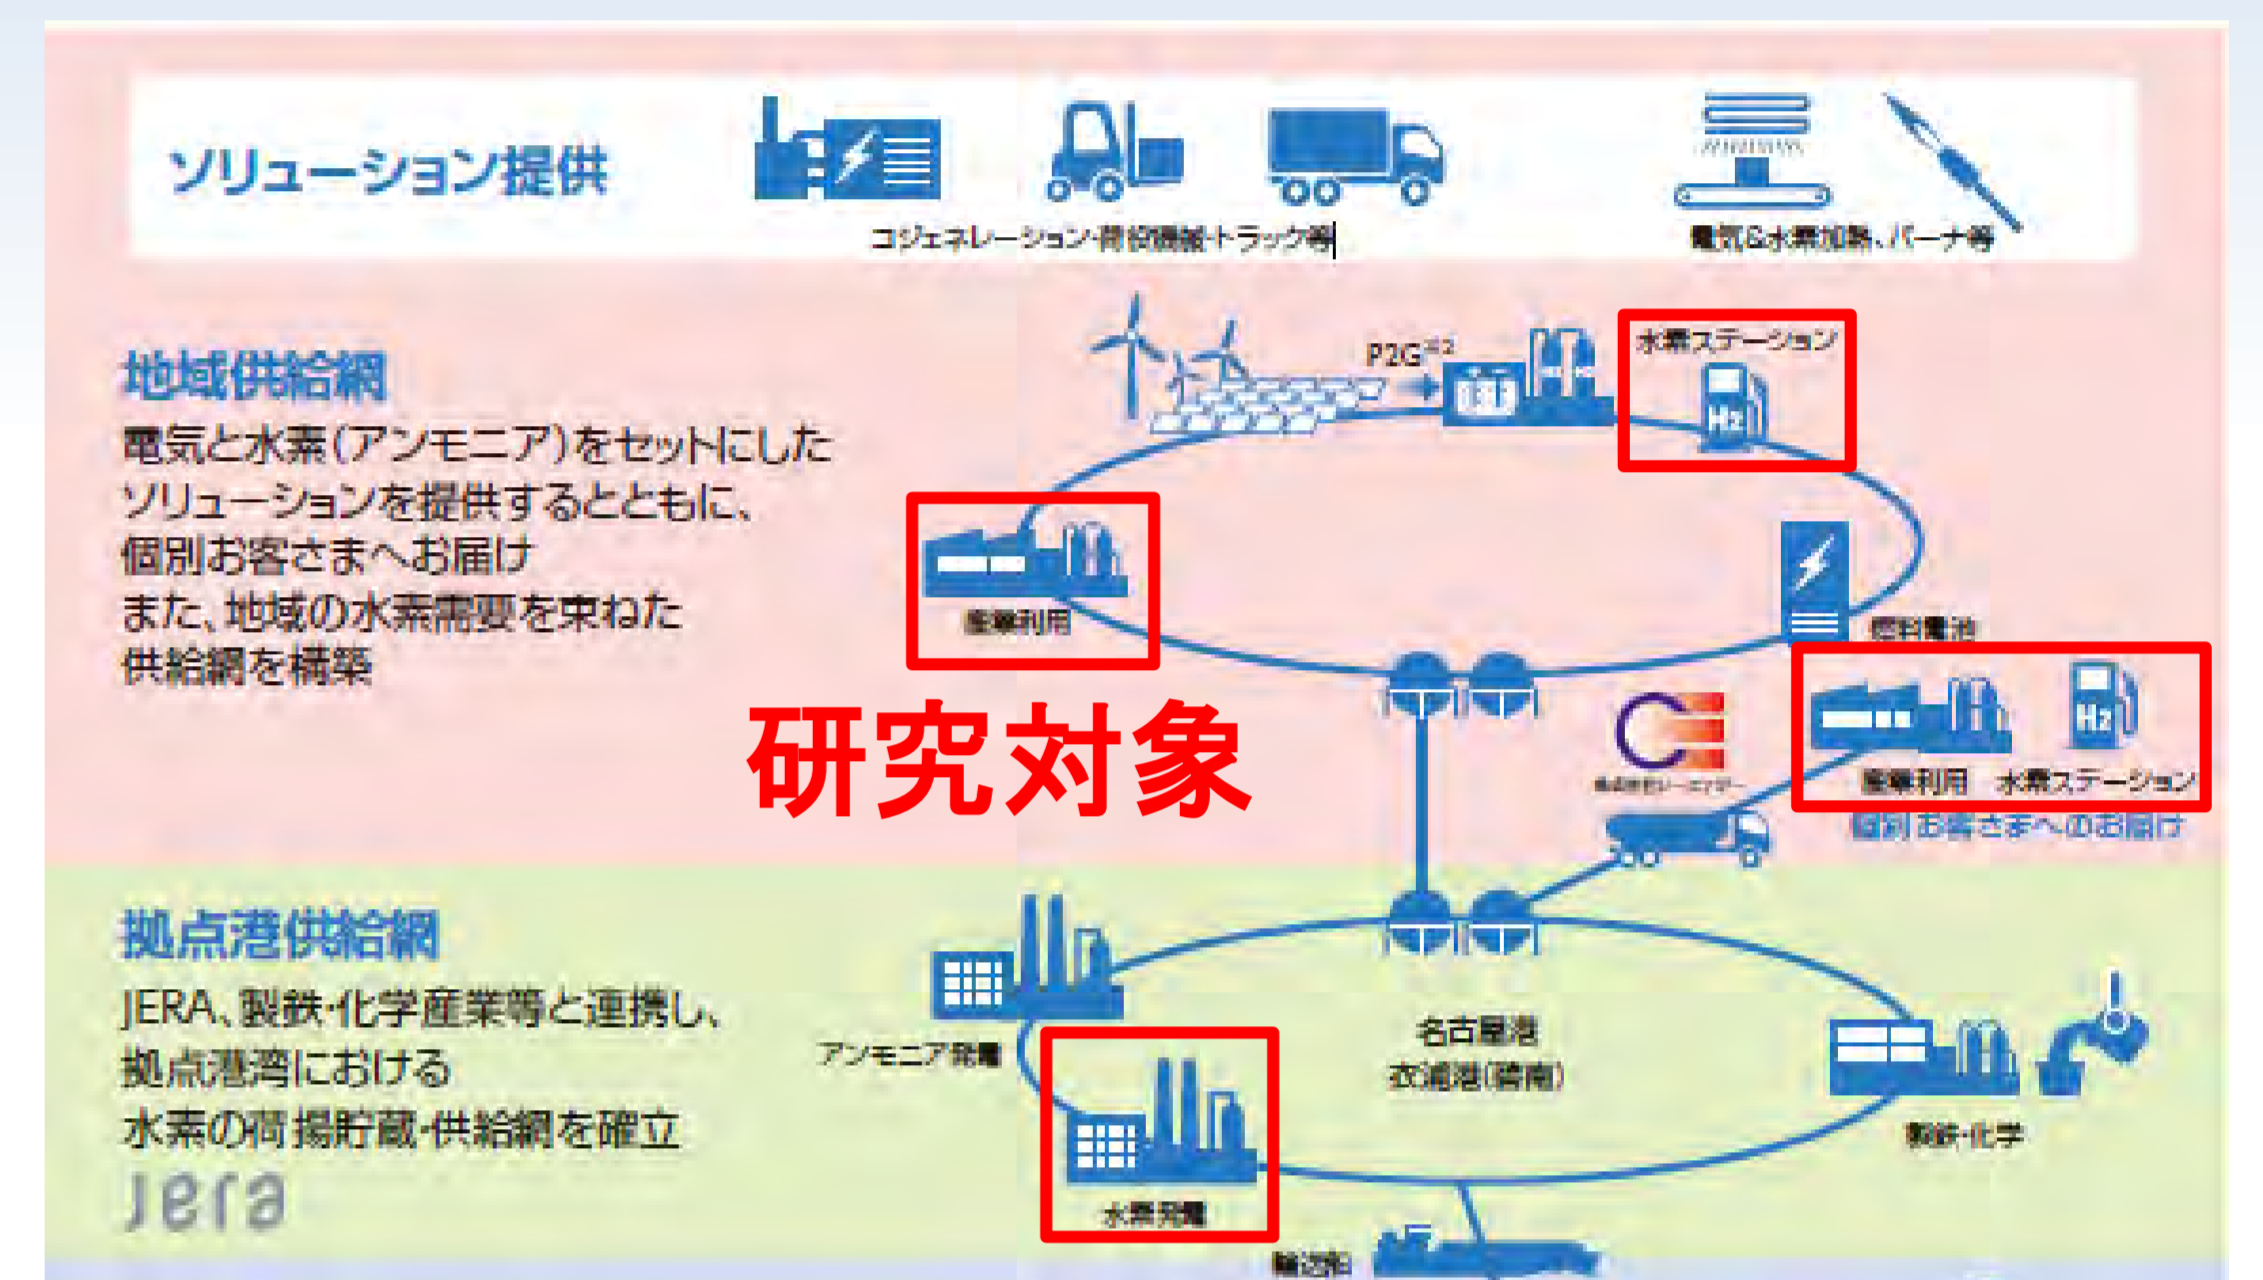 ソリューション提供
コジェネレーション・荷役機械・トラック等
電気&水素加熱、バーナ等
地域供給網
電気と水素(アンモニア)をセットにした
ソリューションを提供するとともに、
個別お客さまへお届け
また、地域の水素需要を束ねた
供給網を構築
P2G※2
水素ステーション
H2
産業利用
燃料電池
研究対象
H2
産業利用 水素ステーション
個別お客さまへのお届け
拠点港供給網
JERA、製鉄・化学産業等と連携し、
拠点港湾における
水素の荷揚貯蔵・供給網を確立
Jera
アンモニア発電
名古屋港
衣浦港(碧南)
製鉄・化学
水素発電
輸送船